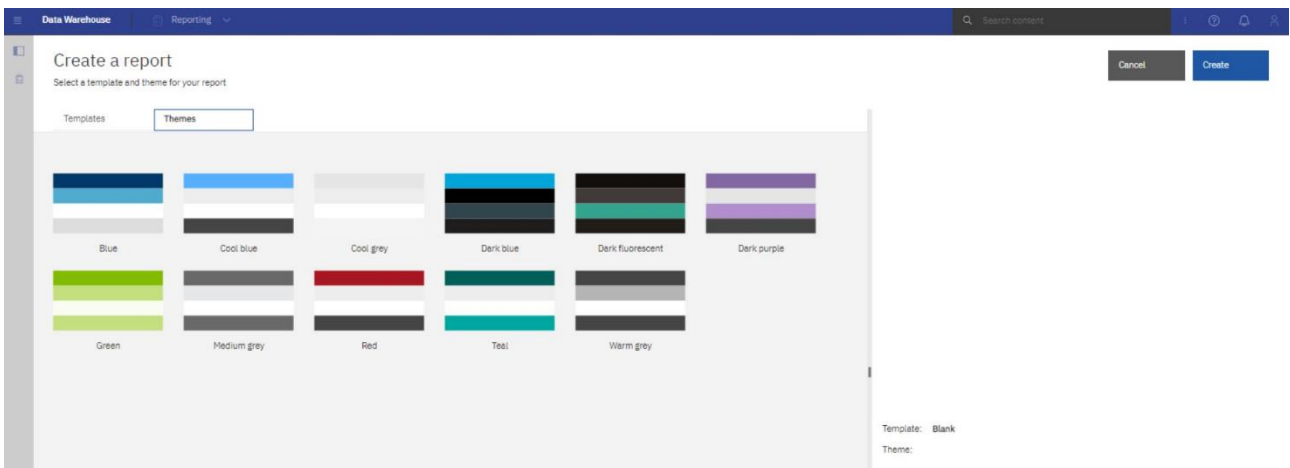 Data Warehouse Reporting Search content
Create a report
Cancel Create
Select a template and theme for your report
Templates Themes
Blue Cool blue Cool grey Dark blue Dark fluorescent Dark purple
Green Medium grey Red Teal Warm grey
Template: Blank
Theme: